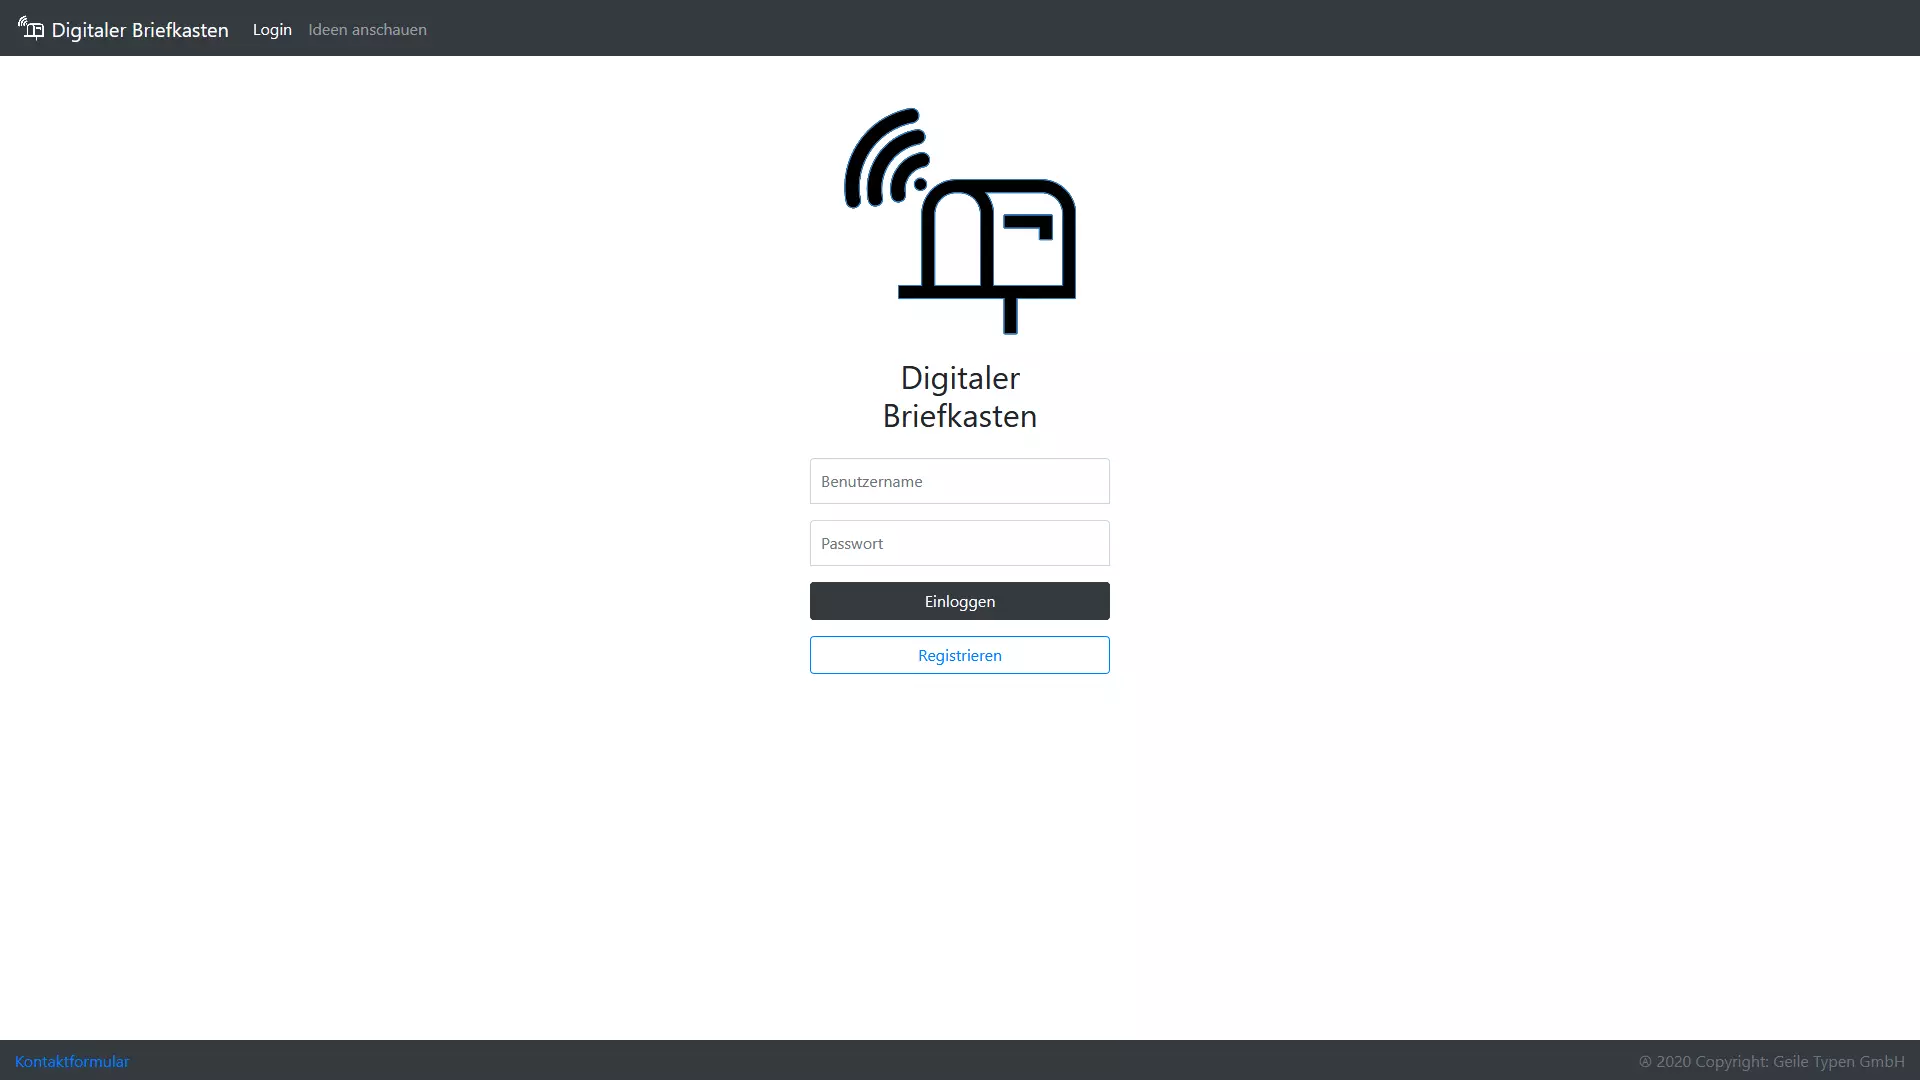 Digitaler Briefkasten Login Ideen anschauen
Digitaler
Briefkasten
Benutzername
Passwort
Einloggen
Registrieren
Kontaktformular
© 2020 Copyright: Geile Typen GmbH